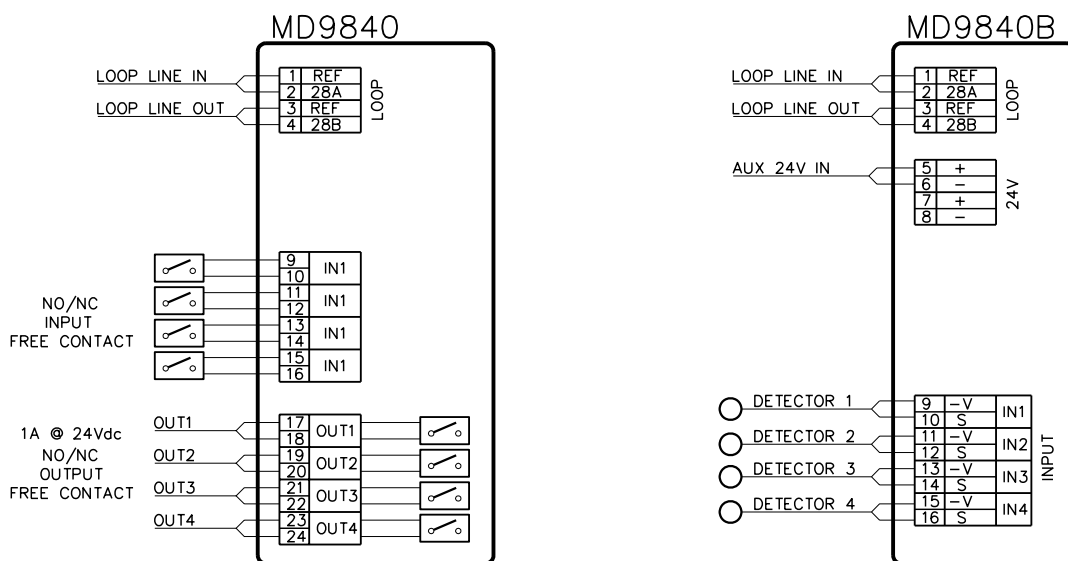 MD9840
LOOP LINE IN
LOOP LINE OUT
1 REF
2 28A
3 REF
4 28B
LOOP
NO/NC
INPUT
FREE CONTACT
9
10
IN1
11
12
IN1
13
14
IN1
15
16
IN1
1A @ 24Vdc
NO/NC
OUTPUT
FREE CONTACT
OUT1
OUT2
OUT3
OUT4
17
18
OUT1
19
20
OUT2
21
22
OUT3
23
24
OUT4
MD9840B
LOOP LINE IN
LOOP LINE OUT
1 REF
2 28A
3 REF
4 28B
LOOP
AUX 24V IN
5 +
6 -
7 +
8 -
24V
DETECTOR 1
DETECTOR 2
DETECTOR 3
DETECTOR 4
9 -V
10 S
IN1
11 -V
12 S
IN2
13 -V
14 S
IN3
15 -V
16 S
IN4
INPUT